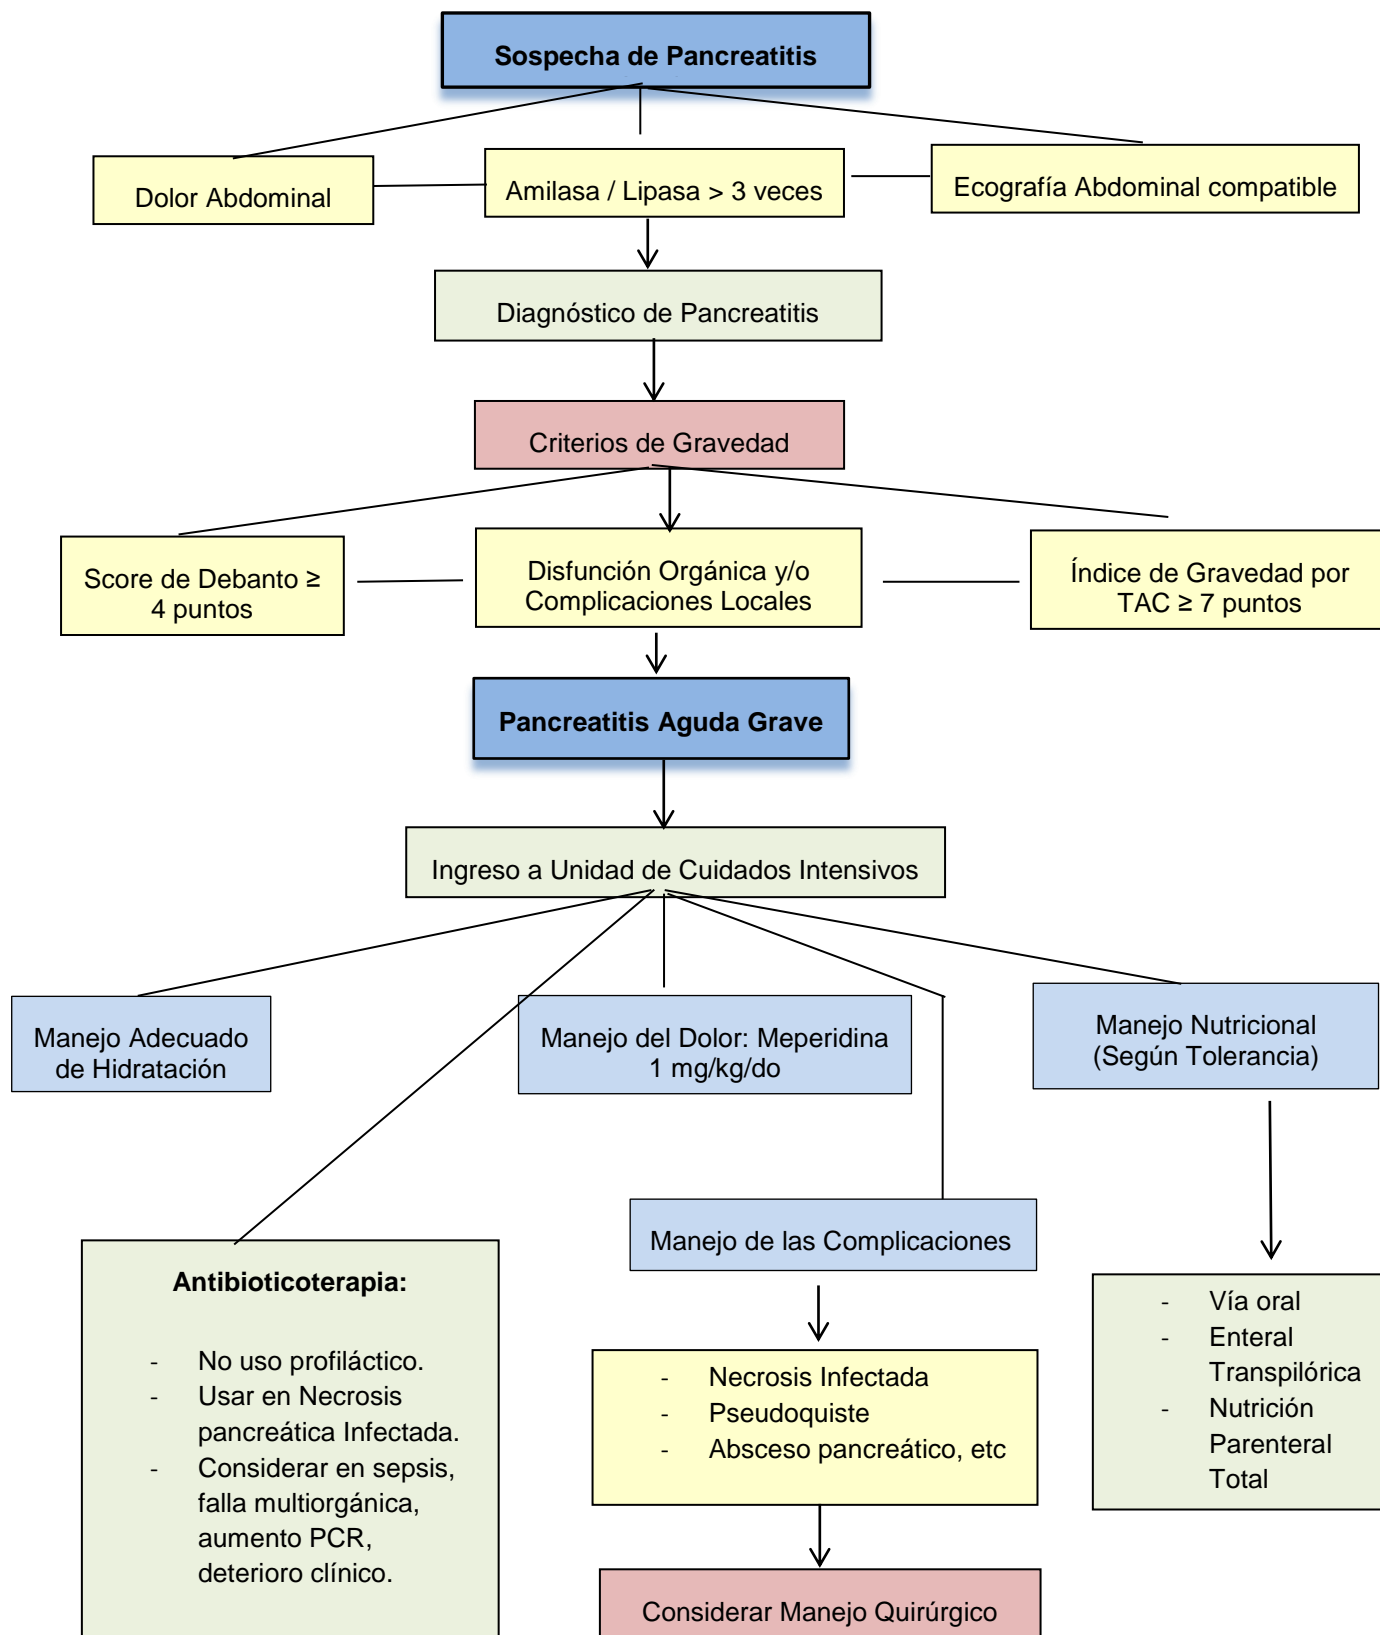 Sospecha de Pancreatitis
Dolor Abdominal
Amilasa / Lipasa > 3 veces
Ecografía Abdominal compatible
Diagnóstico de Pancreatitis
Criterios de Gravedad
Score de Debanto ≥
4 puntos
Disfunción Orgánica y/o
Complicaciones Locales
Índice de Gravedad por
TAC ≥ 7 puntos
Pancreatitis Aguda Grave
Ingreso a Unidad de Cuidados Intensivos
Manejo Adecuado
de Hidratación
Manejo del Dolor: Meperidina
1 mg/kg/do
Manejo Nutricional
(Según Tolerancia)
Manejo de las Complicaciones
Antibioticoterapia:
- No uso profiláctico.
- Usar en Necrosis
pancreática Infectada.
- Considerar en sepsis,
falla multiorgánica,
aumento PCR,
deterioro clínico.
- Necrosis Infectada
- Pseudoquiste
- Absceso pancreático, etc
- Vía oral
- Enteral
Transpilórica
- Nutrición
Parenteral
Total
Considerar Manejo Quirúrgico